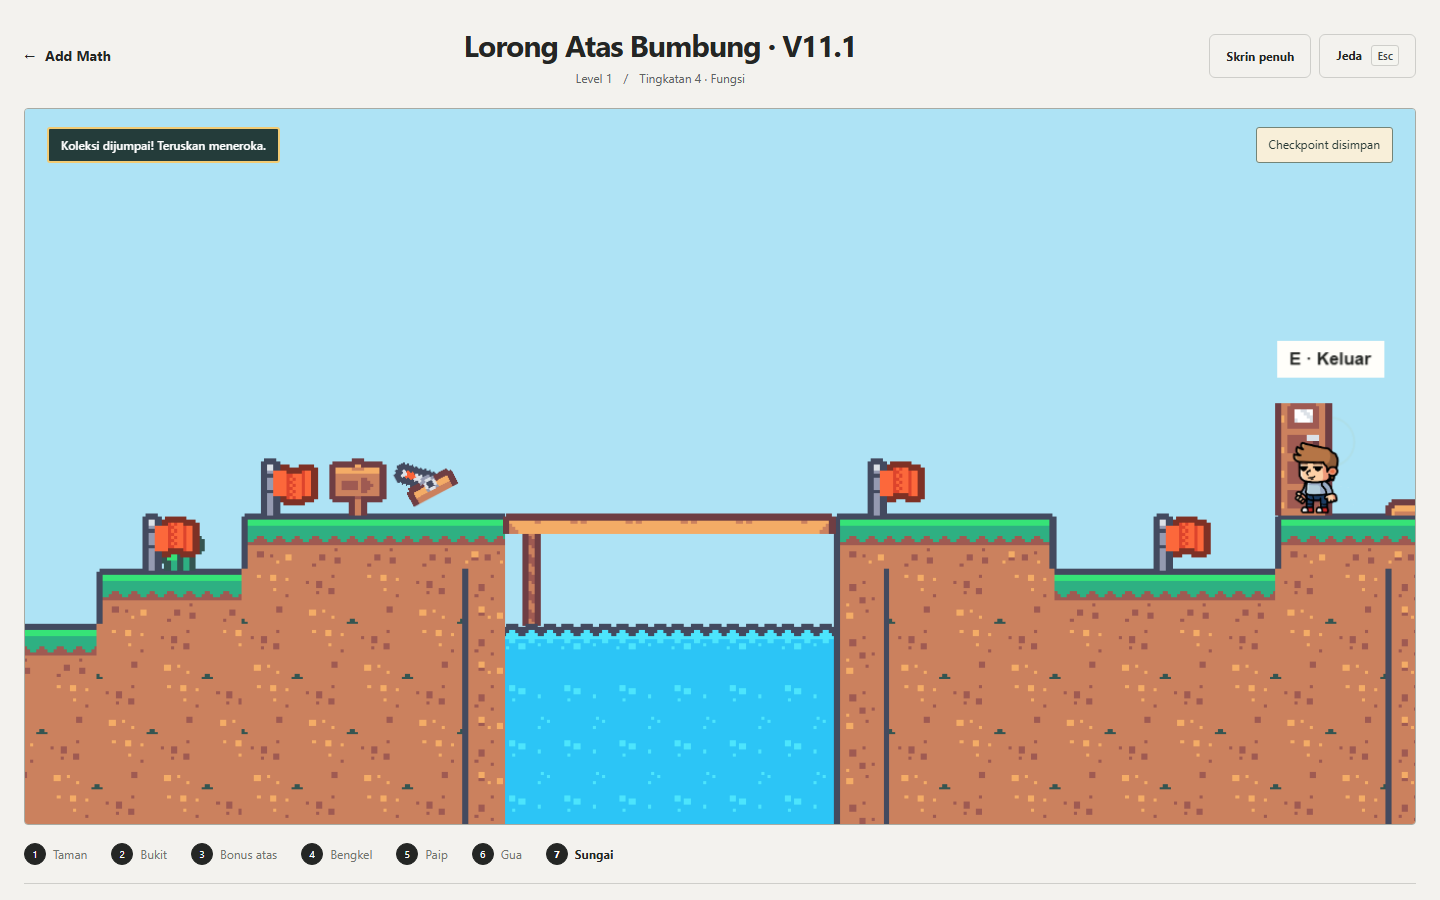 ← Add Math
Lorong Atas Bumbung · V11.1
Level 1 / Tingkatan 4 · Fungsi
Skrin penuh
Jeda Esc
Koleksi dijumpai! Teruskan meneroka.
Checkpoint disimpan
E · Keluar
1 Taman
2 Bukit
3 Bonus atas
4 Bengkel
5 Paip
6 Gua
7 Sungai